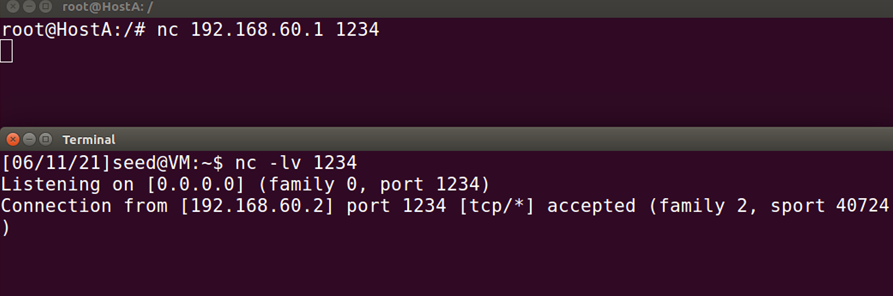 root@HostA: /
root@HostA:/# nc 192.168.60.1 1234
Terminal
[06/11/21]seed@VM:~$ nc -lv 1234
Listening on [0.0.0.0] (family 0, port 1234)
Connection from [192.168.60.2] port 1234 [tcp/*] accepted (family 2, sport 40724
)